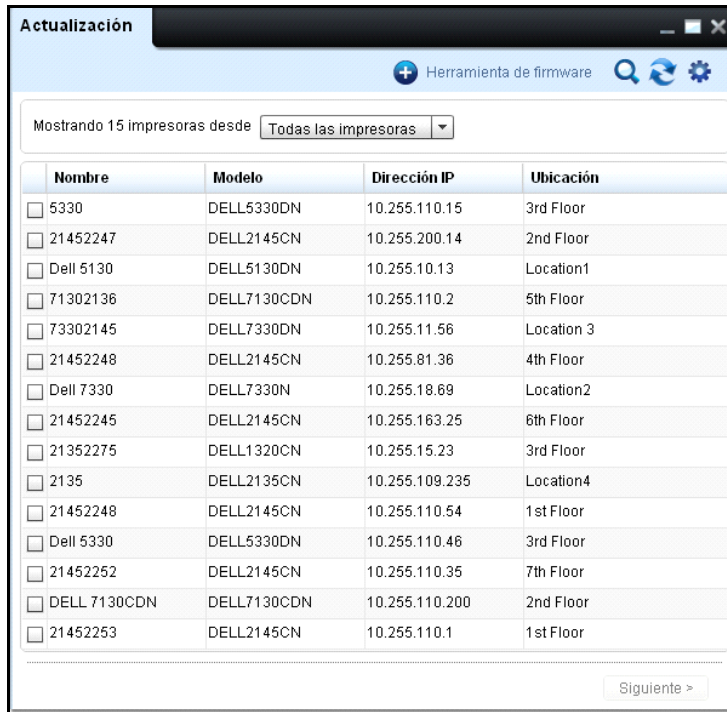 Actualización
Herramienta de firmware
Mostrando 15 impresoras desde Todas las impresoras
Nombre Modelo Dirección IP Ubicación
5330 DELL5330DN 10.255.110.15 3rd Floor
21452247 DELL2145CN 10.255.200.14 2nd Floor
Dell 5130 DELL5130DN 10.255.10.13 Location1
71302136 DELL7130CDN 10.255.110.2 5th Floor
73302145 DELL7330DN 10.255.11.56 Location 3
21452248 DELL2145CN 10.255.81.36 4th Floor
Dell 7330 DELL7330N 10.255.18.69 Location2
21452245 DELL2145CN 10.255.163.25 6th Floor
21352275 DELL1320CN 10.255.15.23 3rd Floor
2135 DELL2135CN 10.255.109.235 Location4
21452248 DELL2145CN 10.255.110.54 1st Floor
Dell 5330 DELL5330DN 10.255.110.46 3rd Floor
21452252 DELL2145CN 10.255.110.35 7th Floor
DELL 7130CDN DELL7130CDN 10.255.110.200 2nd Floor
21452253 DELL2145CN 10.255.110.1 1st Floor
Siguiente >